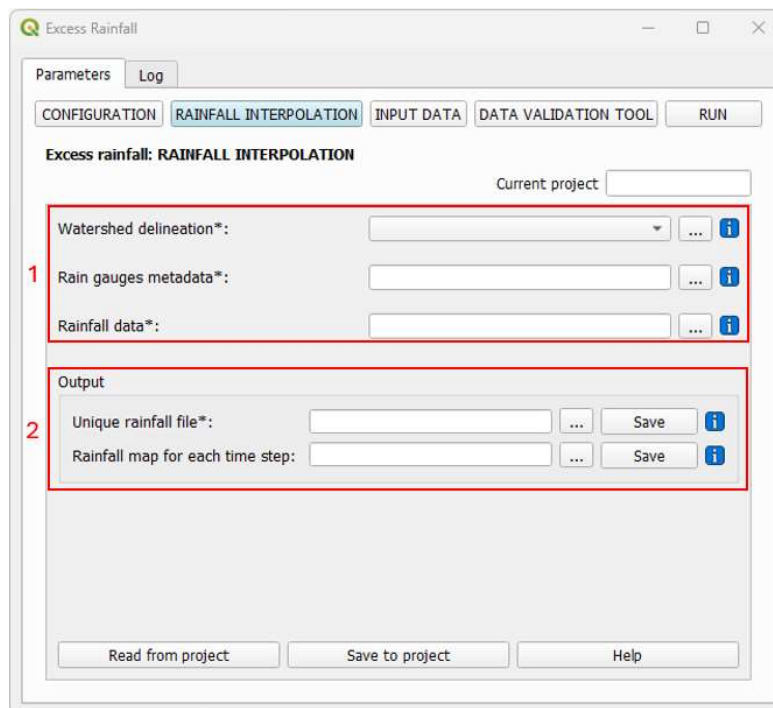 Excess Rainfall
Parameters Log
CONFIGURATION RAINFALL INTERPOLATION INPUT DATA DATA VALIDATION TOOL RUN
Excess rainfall: RAINFALL INTERPOLATION
Current project
Watershed delineation*: ... i
1
Rain gauges metadata*: ... i
Rainfall data*: ... i
Output
2
Unique rainfall file*: ... Save i
Rainfall map for each time step: ... Save i
Read from project Save to project Help